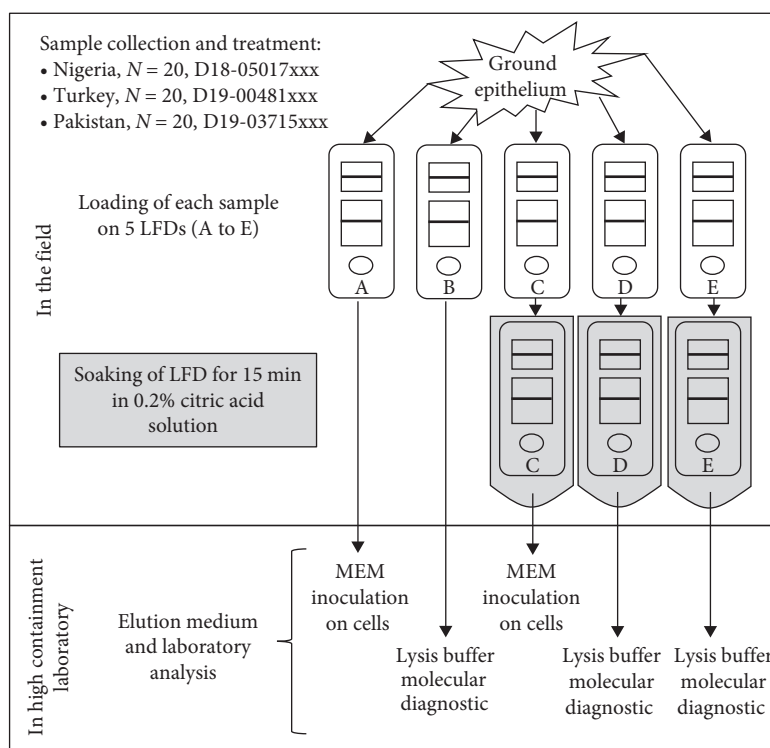 Sample collection and treatment:
• Nigeria, N = 20, D18-05017xxx
• Turkey, N = 20, D19-00481xxx
• Pakistan, N = 20, D19-03715xxx
Ground
epithelium
In the field
Loading of each sample
on 5 LFDs (A to E)
A
B
C
D
E
Soaking of LFD for 15 min
in 0.2% citric acid
solution
C
D
E
In high containment
laboratory
Elution medium
and laboratory
analysis
MEM
inoculation
on cells
Lysis buffer
molecular
diagnostic
MEM
inoculation
on cells
Lysis buffer
molecular
diagnostic
Lysis buffer
molecular
diagnostic